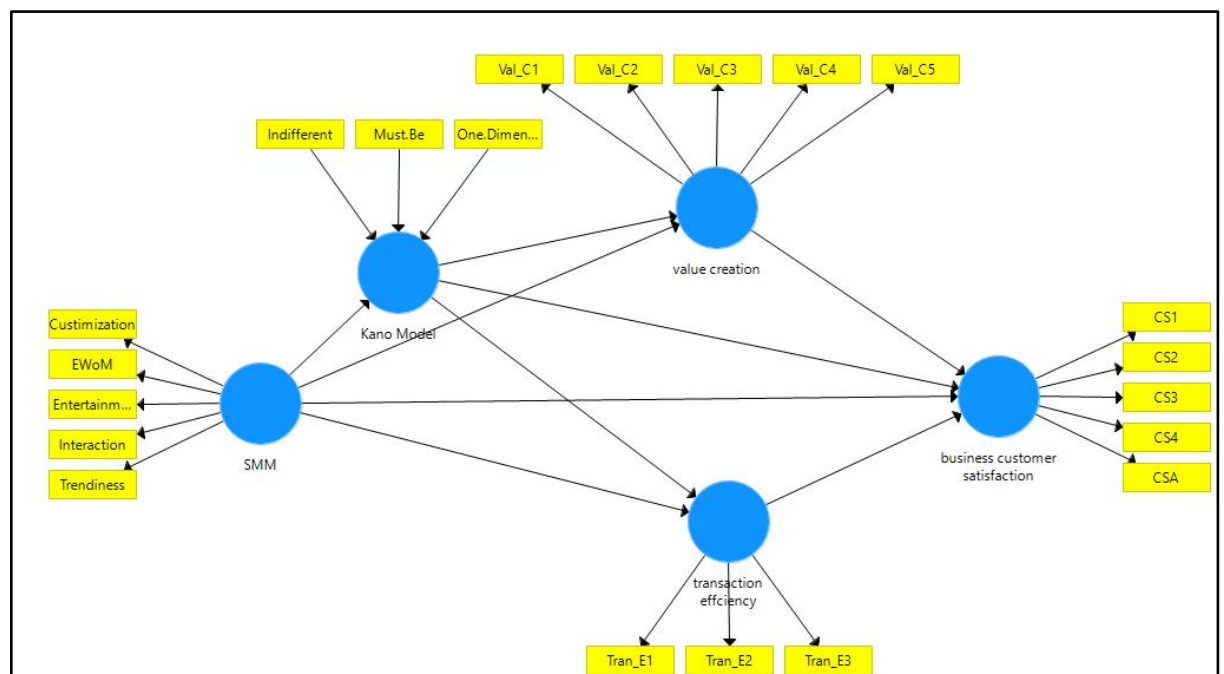 Val_C1
Val_C2
Val_C3
Val_C4
Val_C5
Indifferent
Must.Be
One.Dimen...
value creation
Kano Model
Custimization
EWoM
Entertainm...
Interaction
Trendiness
SMM
CS1
CS2
CS3
CS4
CSA
business customer
satisfaction
transaction
effciency
Tran_E1
Tran_E2
Tran_E3